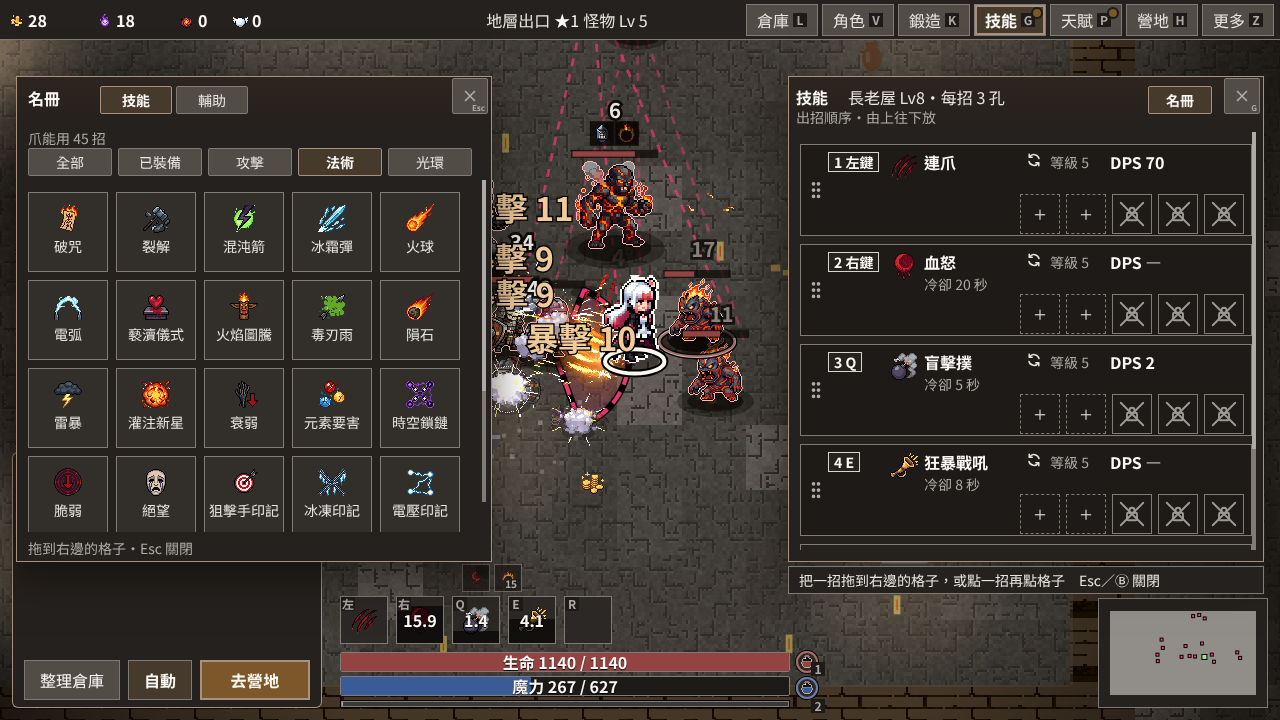 28 18 0 0
地層出口 ★1 怪物 Lv 5
倉庫 L 角色 V 鍛造 K 技能 G 天賦 P 營地 H 更多 Z
名冊 技能 輔助 Esc
爪能用 45 招
全部 已裝備 攻擊 法術 光環
破咒 裂解 混沌箭 冰霜彈 火球
電弧 褻瀆儀式 火焰圖騰 毒刃雨 隕石
雷暴 灌注新星 衰弱 元素要害 時空鎖鏈
脆弱 絕望 狙擊手印記 冰凍印記 電壓印記
拖到右邊的格子・Esc 關閉
6
擊 11
擊 9
擊 9
17
11
暴擊 10
技能 長老屋 Lv8・每招 3 孔 名冊 G
出招順序・由上往下放
1 左鍵 連爪 等級 5 DPS 70
+ +
2 右鍵 血怒 等級 5 DPS —
冷卻 20 秒
+ +
3 Q 盲擊撲 等級 5 DPS 2
冷卻 5 秒
+ +
4 E 狂暴戰吼 等級 5 DPS —
冷卻 8 秒
+ +
把一招拖到右邊的格子，或點一招再點格子 Esc／Ⓑ 關閉
15
左 右 15.9 Q 1.4 E 4.1 R
生命 1140 / 1140 1
魔力 267 / 627 2
整理倉庫 自動 去營地